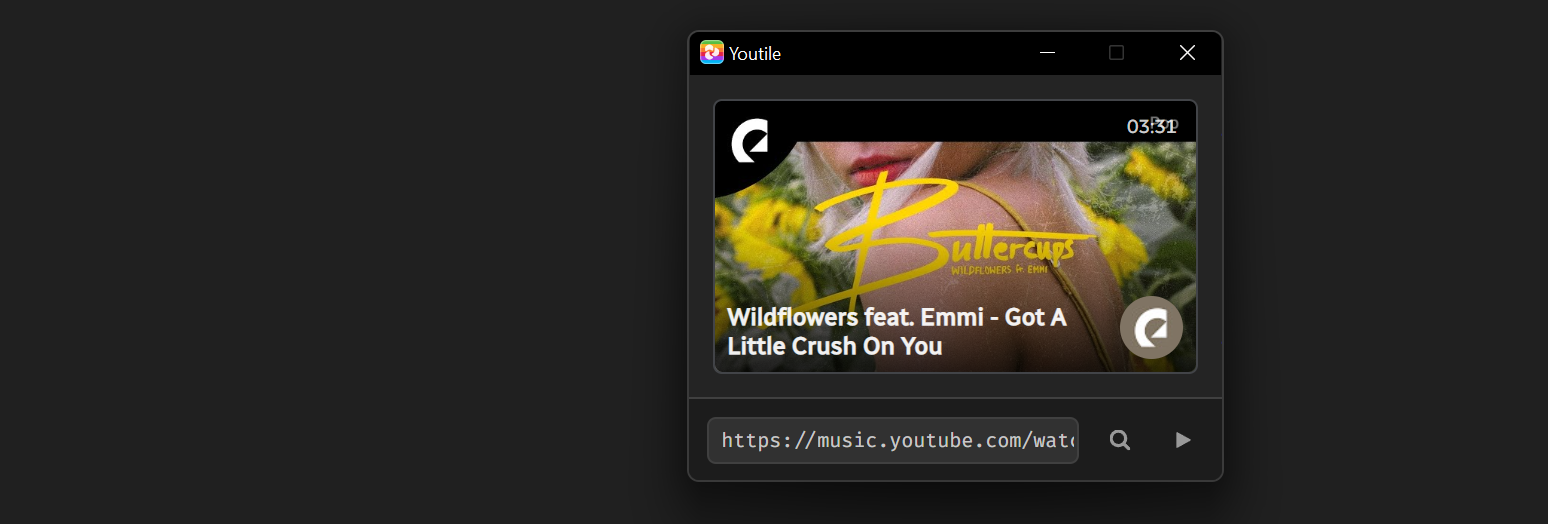 Youtile
03:31
Buttercups
WILDFLOWERS ft. EMMI
Wildflowers feat. Emmi - Got A
Little Crush On You
https://music.youtube.com/watc